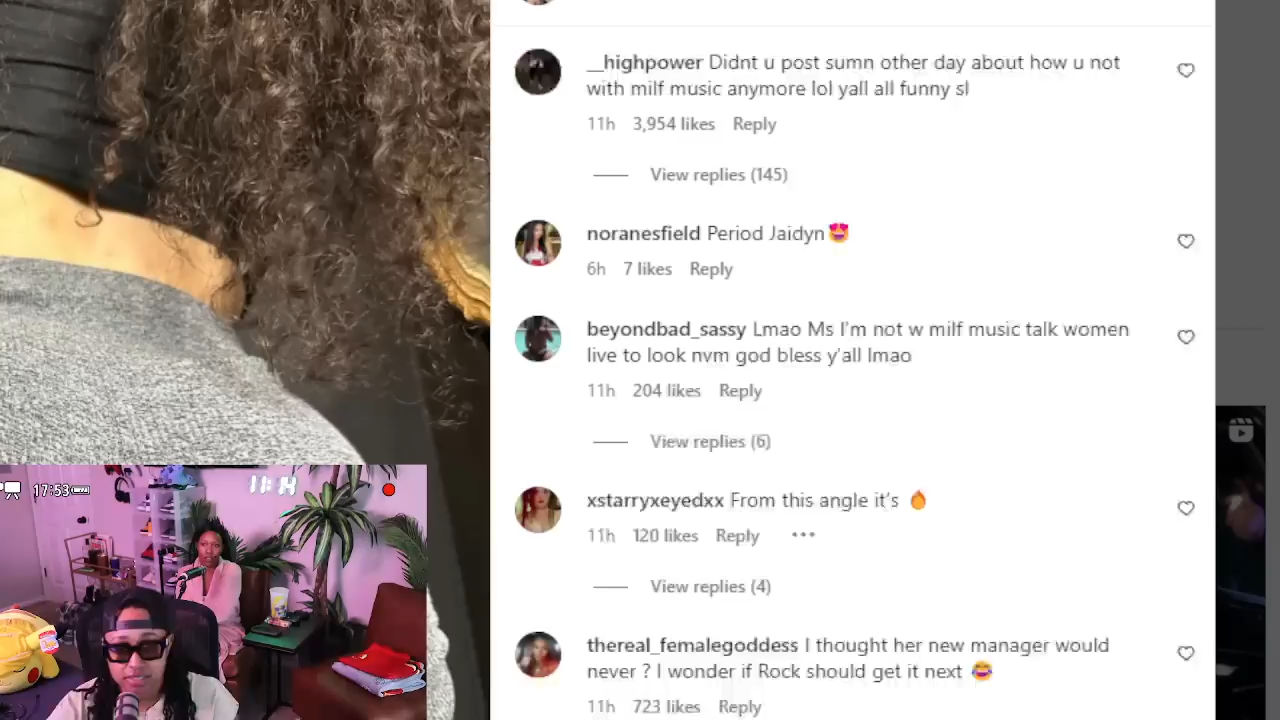 __highpower Didnt u post sumn other day about how u not
with milf music anymore lol yall all funny sl
11h 3,954 likes Reply
View replies (145)
noranesfield Period Jaidyn😍
6h 7 likes Reply
beyondbad_sassy Lmao Ms I'm not w milf music talk women
live to look nvm god bless y'all lmao
11h 204 likes Reply
View replies (6)
xstarryxeyedxx From this angle it's 🔥
11h 120 likes Reply •••
View replies (4)
thereal_femalegoddess I thought her new manager would
never ? I wonder if Rock should get it next 😂
11h 723 likes Reply
17:53
11:14